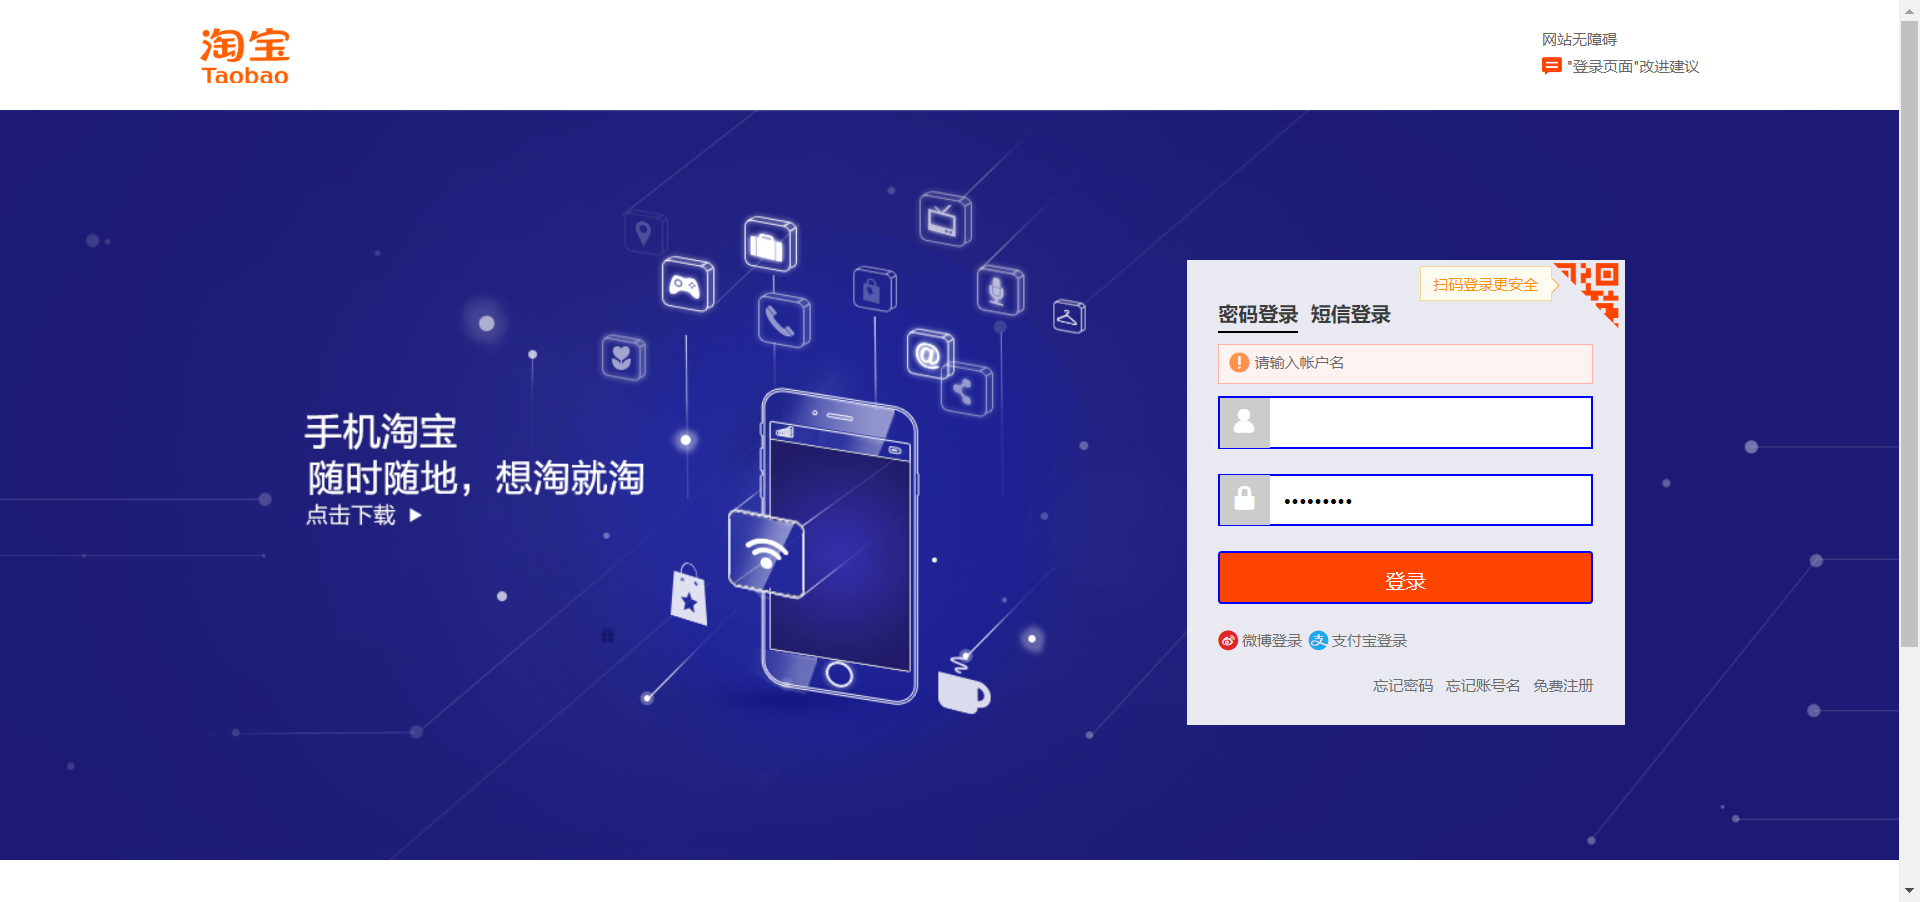 淘宝
Taobao
网站无障碍
"登录页面"改进建议
手机淘宝
随时随地，想淘就淘
点击下载
扫码登录更安全
密码登录 短信登录
请输入帐户名
•••••••••
登录
微博登录 支付宝登录
忘记密码 忘记账号名 免费注册